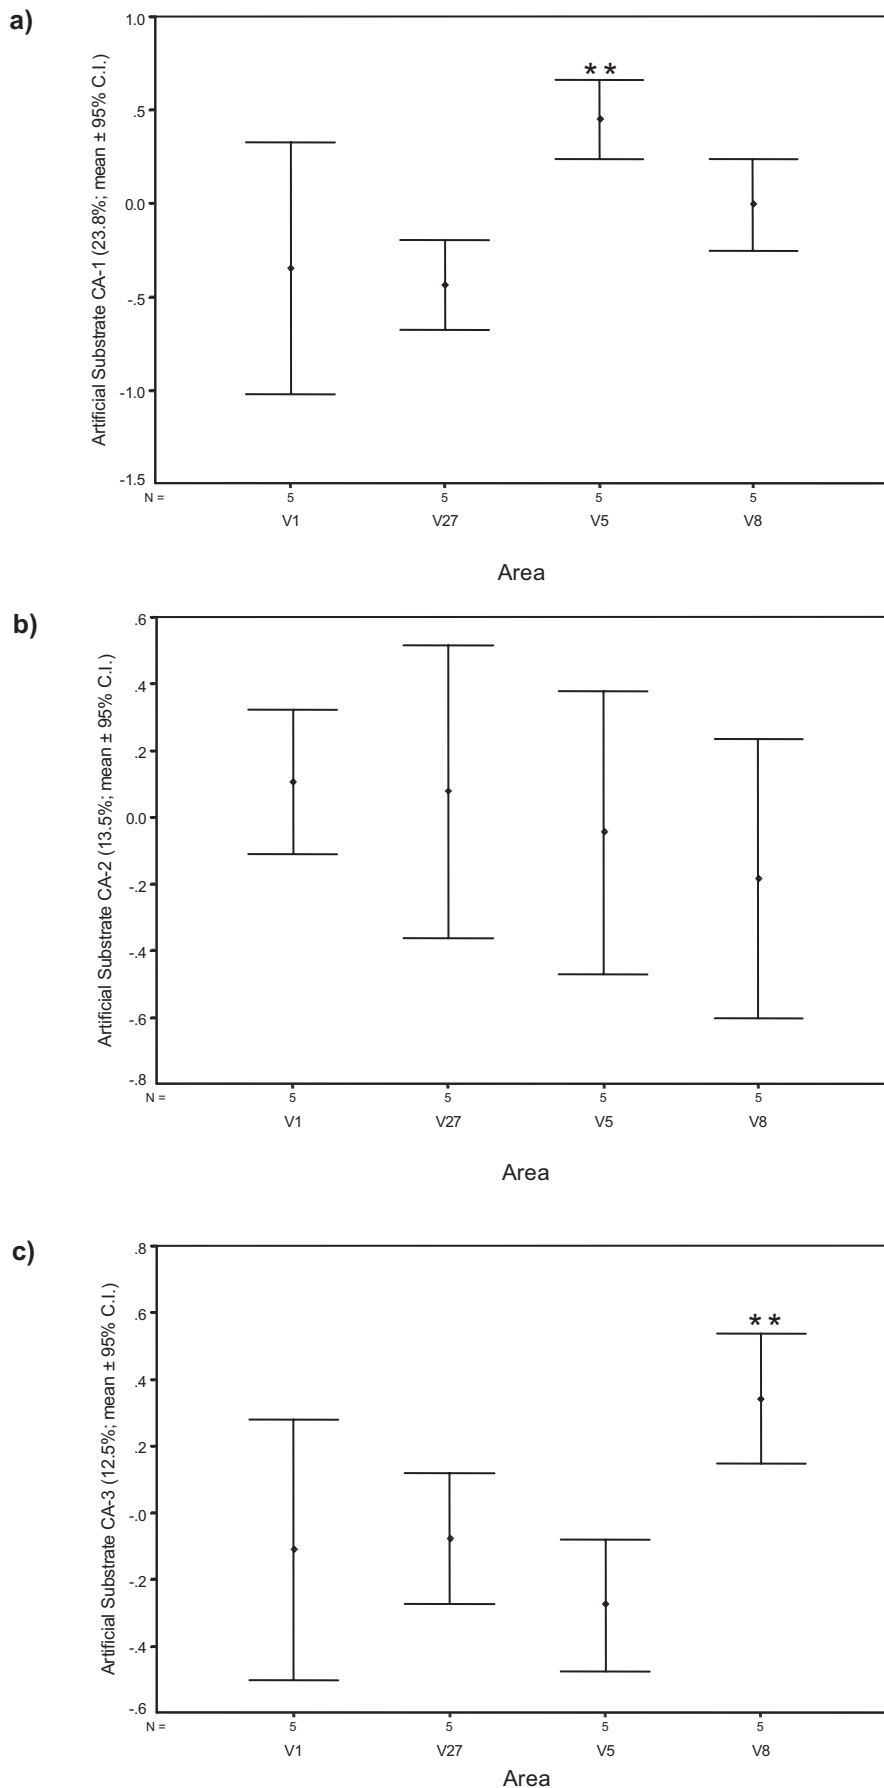 a)
Artificial Substrate CA-1 (23.8%; mean ± 95% C.I.)
1.0
.5
0.0
-.5
-1.0
-1.5
**
N = 5 5 5 5
V1 V27 V5 V8
Area
b)
Artificial Substrate CA-2 (13.5%; mean ± 95% C.I.)
.6
.4
.2
0.0
-.2
-.4
-.6
-.8
N = 5 5 5 5
V1 V27 V5 V8
Area
c)
Artificial Substrate CA-3 (12.5%; mean ± 95% C.I.)
.8
.6
.4
.2
-.0
-.2
-.4
-.6
**
N = 5 5 5 5
V1 V27 V5 V8
Area